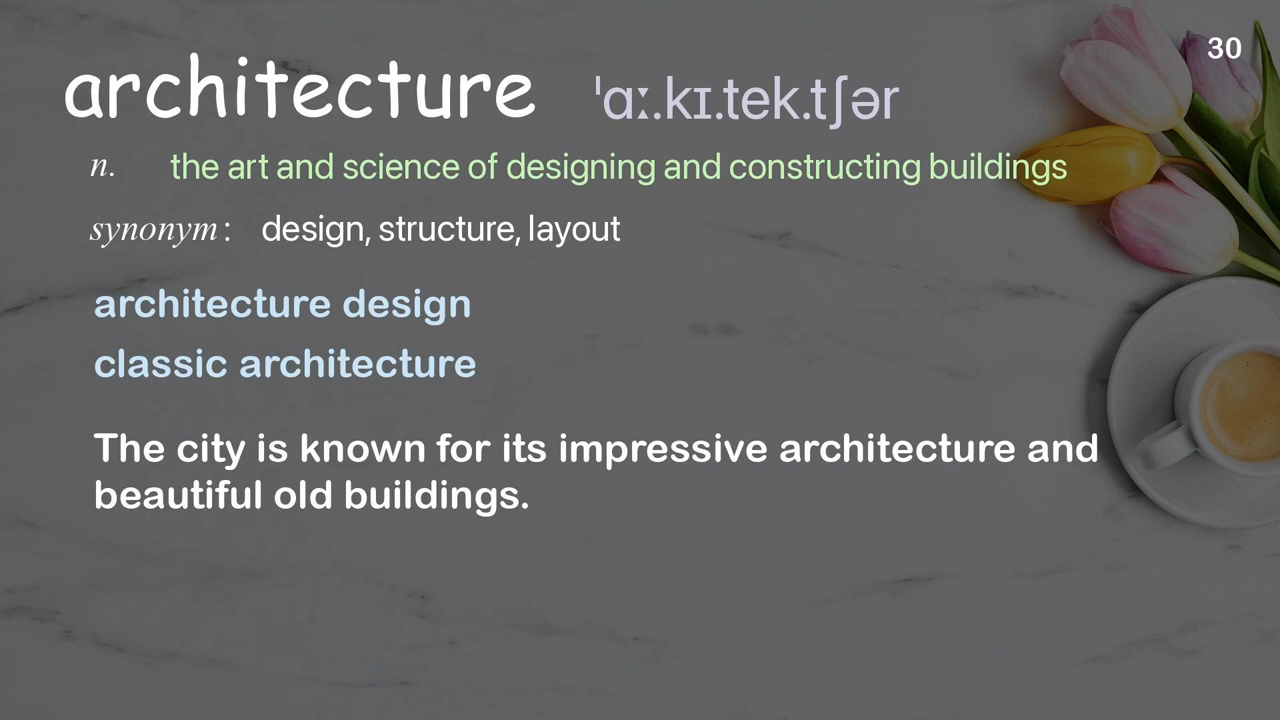 30
architecture ˈɑː.kɪ.tek.tʃər
n. the art and science of designing and constructing buildings
synonym: design, structure, layout
architecture design
classic architecture
The city is known for its impressive architecture and
beautiful old buildings.